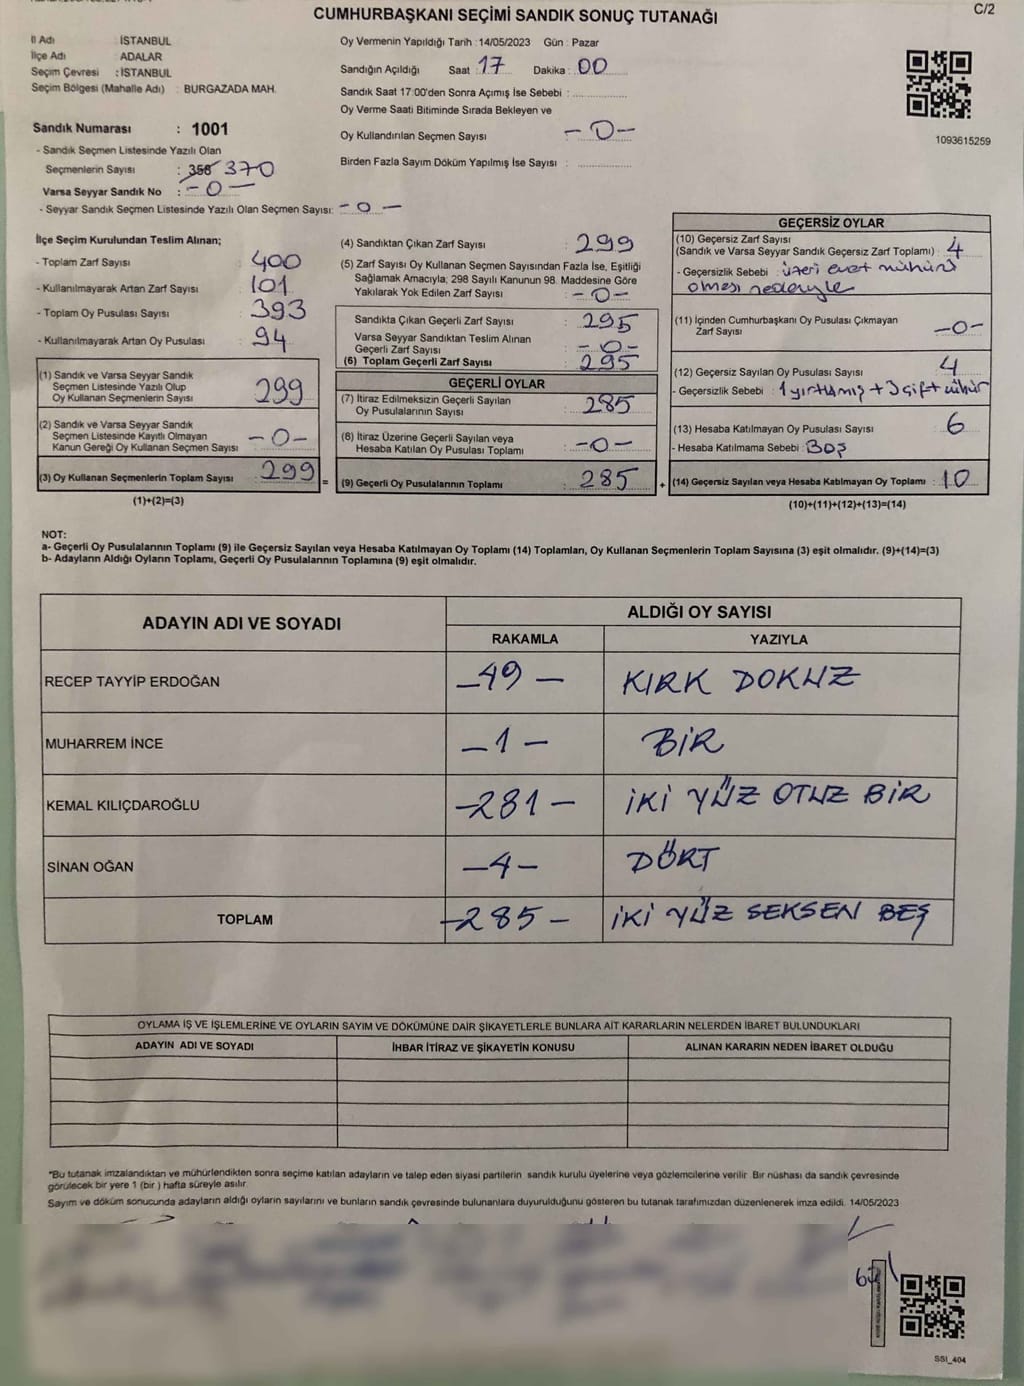 CUMHURBAŞKANI SEÇİMİ SANDIK SONUÇ TUTANAĞI
C/2
İl Adı : İSTANBUL
İlçe Adı : ADALAR
Seçim Çevresi : İSTANBUL
Seçim Bölgesi (Mahalle Adı) : BURGAZADA MAH.
Sandık Numarası : 1001
- Sandık Seçmen Listesinde Yazılı Olan
Seçmenlerin Sayısı : 356 370
Varsa Seyyar Sandık No : -0-
- Seyyar Sandık Seçmen Listesinde Yazılı Olan Seçmen Sayısı: -0-
Oy Vermenin Yapıldığı Tarih : 14/05/2023 Gün : Pazar
Sandığın Açıldığı Saat : 17 Dakika : 00
Sandık Saat 17:00'den Sonra Açımış İse Sebebi :
Oy Verme Saati Bitiminde Sırada Bekleyen ve
Oy Kullandırılan Seçmen Sayısı -0-
Birden Fazla Sayım Döküm Yapılmış İse Sayısı :
1093615259
İlçe Seçim Kurulundan Teslim Alınan;
- Toplam Zarf Sayısı : 400
- Kullanılmayarak Artan Zarf Sayısı : 101
- Toplam Oy Pusulası Sayısı : 393
- Kullanılmayarak Artan Oy Pusulası : 94
(1) Sandık ve Varsa Seyyar Sandık
Seçmen Listesinde Yazılı Olup
Oy Kullanan Seçmenlerin Sayısı : 299
(2) Sandık ve Varsa Seyyar Sandık
Seçmen Listesinde Kayıtlı Olmayan
Kanun Gereği Oy Kullanan Seçmen Sayısı : -0-
(3) Oy Kullanan Seçmenlerin Toplam Sayısı : 299
=
(1)+(2)=(3)
(4) Sandıktan Çıkan Zarf Sayısı : 299
(5) Zarf Sayısı Oy Kullanan Seçmen Sayısından Fazla İse, Eşitliği
Sağlamak Amacıyla; 298 Sayılı Kanunun 98. Maddesine Göre
Yakılarak Yok Edilen Zarf Sayısı : -0-
Sandıkta Çıkan Geçerli Zarf Sayısı : 295
Varsa Seyyar Sandıktan Teslim Alınan
Geçerli Zarf Sayısı : -0-
(6) Toplam Geçerli Zarf Sayısı : 295
GEÇERLİ OYLAR
(7) İtiraz Edilmeksizin Geçerli Sayılan
Oy Pusulalarının Sayısı : 285
(8) İtiraz Üzerine Geçerli Sayılan veya
Hesaba Katılan Oy Pusulası Toplamı : -0-
(9) Geçerli Oy Pusulalarının Toplamı : 285
+
GEÇERSİZ OYLAR
(10) Geçersiz Zarf Sayısı
(Sandık ve Varsa Seyyar Sandık Geçersiz Zarf Toplamı) : 4
- Geçersizlik Sebebi : üzeri evet mühürü
olması nedeniyle
(11) İçinden Cumhurbaşkanı Oy Pusulası Çıkmayan
Zarf Sayısı -0-
(12) Geçersiz Sayılan Oy Pusulası Sayısı : 4
- Geçersizlik Sebebi : 1 yırtılmış + 3 çift mühür
(13) Hesaba Katılmayan Oy Pusulası Sayısı : 6
- Hesaba Katılmama Sebebi : BOŞ
(14) Geçersiz Sayılan veya Hesaba Katılmayan Oy Toplamı : 10
(10)+(11)+(12)+(13)=(14)
NOT:
a- Geçerli Oy Pusulalarının Toplamı (9) ile Geçersiz Sayılan veya Hesaba Katılmayan Oy Toplamı (14) Toplamları, Oy Kullanan Seçmenlerin Toplam Sayısına (3) eşit olmalıdır. (9)+(14)=(3)
b- Adayların Aldığı Oyların Toplamı, Geçerli Oy Pusulalarının Toplamına (9) eşit olmalıdır.
ADAYIN ADI VE SOYADI
ALDIĞI OY SAYISI
RAKAMLA YAZIYLA
RECEP TAYYİP ERDOĞAN -49- KIRK DOKUZ
MUHARREM İNCE -1- BİR
KEMAL KILIÇDAROĞLU -281- İKİ YÜZ OTUZ BİR
SİNAN OĞAN -4- DÖRT
TOPLAM -285- İKİ YÜZ SEKSEN BEŞ
OYLAMA İŞ VE İŞLEMLERİNE VE OYLARIN SAYIM VE DÖKÜMÜNE DAİR ŞİKAYETLERLE BUNLARA AİT KARARLARIN NELERDEN İBARET BULUNDUKLARI
ADAYIN ADI VE SOYADI İHBAR İTİRAZ VE ŞİKAYETİN KONUSU ALINAN KARARIN NEDEN İBARET OLDUĞU
*Bu tutanak imzalandıktan ve mühürlendikten sonra seçime katılan adayların ve talep eden siyasi partilerin sandık kurulu üyelerine veya gözlemcilerine verilir. Bir nüshası da sandık çevresinde
görülecek bir yere 1 (bir) hafta süreyle asılır.
Sayım ve döküm sonucunda adayların aldığı oyların sayılarını ve bunların sandık çevresinde bulunanlara duyurulduğunu gösteren bu tutanak tarafımızdan düzenlenerek imza edildi. 14/05/2023
SSI_404